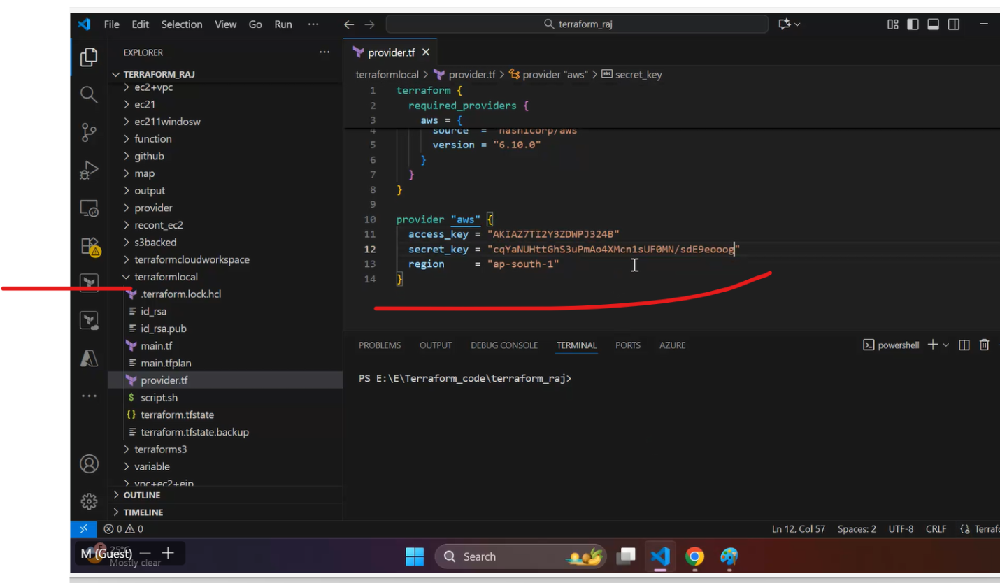 File Edit Selection View Go Run ...
terraform_raj
EXPLORER
TERRAFORM_RAJ
ec2+vpc
ec21
ec211windosw
function
github
map
output
provider
recont_ec2
s3backed
terraformcloudworkspace
terraformlocal
.terraform.lock.hcl
id_rsa
id_rsa.pub
main.tf
main.tfplan
provider.tf
script.sh
terraform.tfstate
terraform.tfstate.backup
terraforms3
variable
vpc+ec2+ein
OUTLINE
TIMELINE
provider.tf
terraformlocal > provider.tf > provider "aws" > secret_key
1 terraform {
2 required_providers {
3 aws = {
4 source = "hashicorp/aws"
5 version = "6.10.0"
6 }
7 }
8 }
9
10 provider "aws" {
11 access_key = "[redacted credential]"
12 secret_key = "[redacted credential]"
13 region = "ap-south-1"
14 }
PROBLEMS OUTPUT DEBUG CONSOLE TERMINAL PORTS AZURE
powershell
PS E:\E\Terraform_code\terraform_raj>
0 0
Ln 12, Col 57 Spaces: 2 UTF-8 CRLF Terrafo
M (Guest)
25°C
Mostly clear
Search